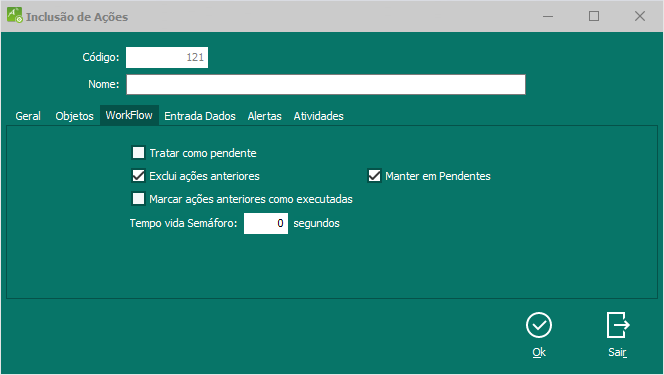 Inclusão de Ações
Código: 121
Nome:
Geral Objetos WorkFlow Entrada Dados Alertas Atividades
Tratar como pendente
Exclui ações anteriores Manter em Pendentes
Marcar ações anteriores como executadas
Tempo vida Semáforo: 0 segundos
Ok Sair